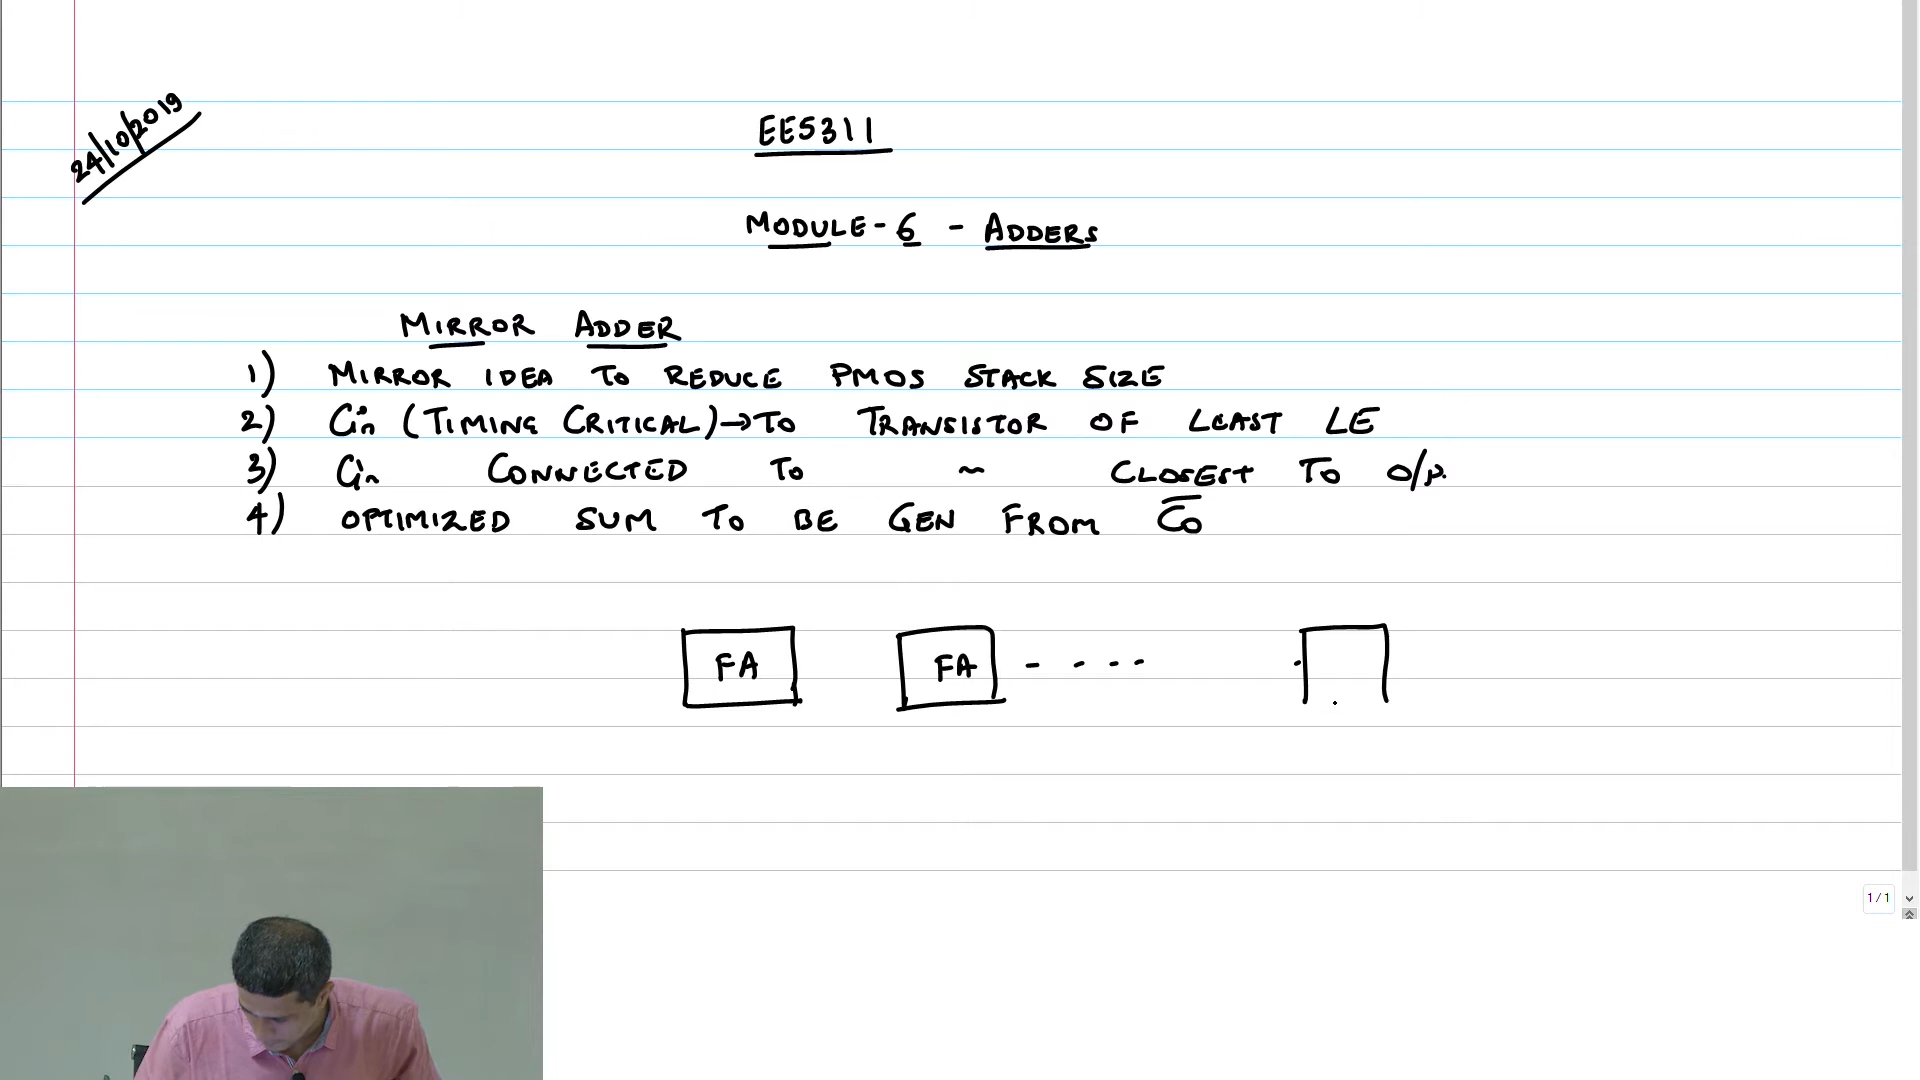 24/10/2019
EE5311
MODULE-6 - ADDERS
MIRROR ADDER
1) MIRROR IDEA TO REDUCE PMOS STACK SIZE
2) Cin (TIMING CRITICAL)→TO TRANSISTOR OF LEAST LE
3) Cin CONNECTED TO ~ CLOSEST TO O/P.
4) OPTIMIZED SUM TO BE GEN FROM C̅o̅
FA FA - - - -
1/1